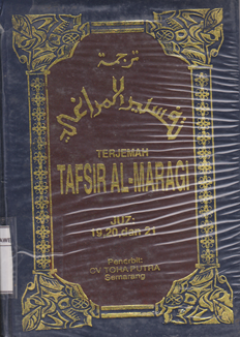 ترجمة
تفسير المراغي
TERJEMAH
TAFSIR AL-MARAGI
JUZ:
19,20,dan 21
Penerbit:
CV TOHA PUTRA
Semarang